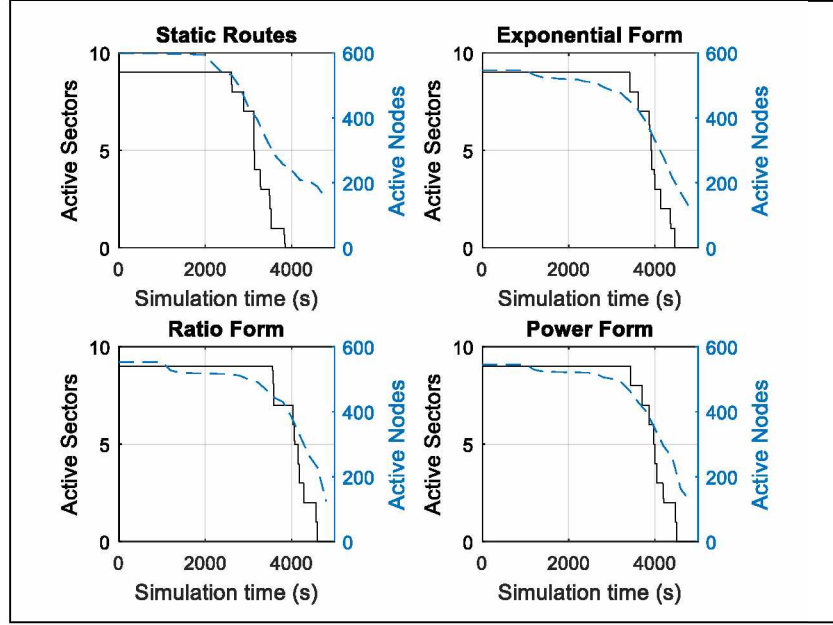 Static Routes
10
5
0
Active Sectors
600
400
200
0
Active Nodes
0 2000 4000
Simulation time (s)
Exponential Form
10
5
0
Active Sectors
600
400
200
0
Active Nodes
0 2000 4000
Simulation time (s)
Ratio Form
10
5
0
Active Sectors
600
400
200
0
Active Nodes
0 2000 4000
Simulation time (s)
Power Form
10
5
0
Active Sectors
600
400
200
0
Active Nodes
0 2000 4000
Simulation time (s)